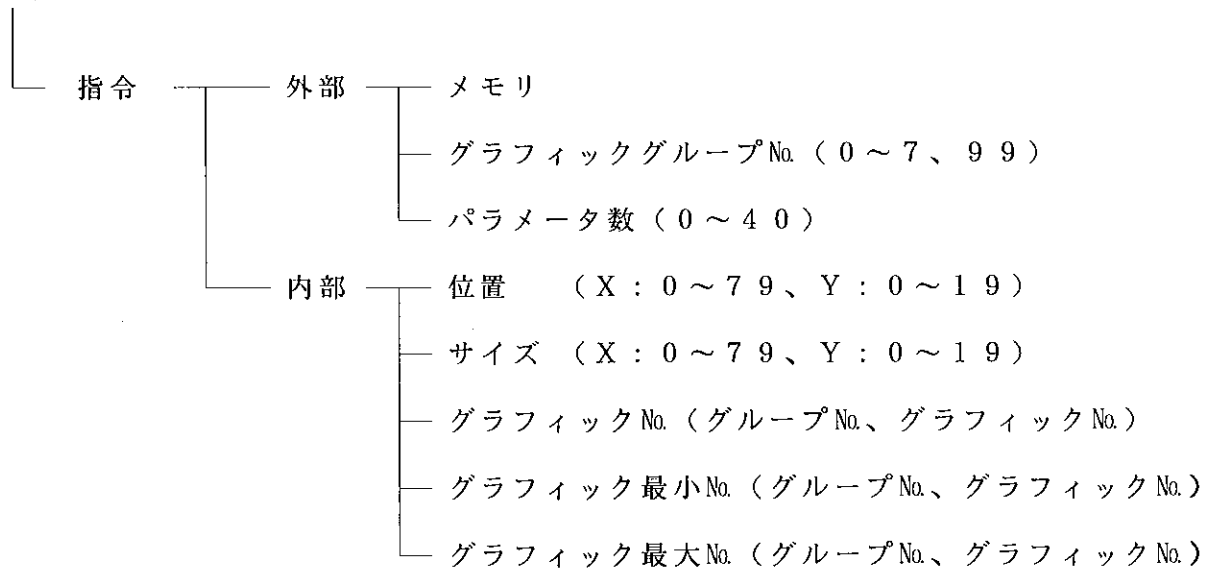 指令 外部 メモリ
グラフィックグループ№（０～７、９９）
パラメータ数（０～４０）
内部 位置 （Ｘ：０～７９、Ｙ：０～１９）
サイズ （Ｘ：０～７９、Ｙ：０～１９）
グラフィック№（グループ№、グラフィック№）
グラフィック最小№（グループ№、グラフィック№）
グラフィック最大№（グループ№、グラフィック№）